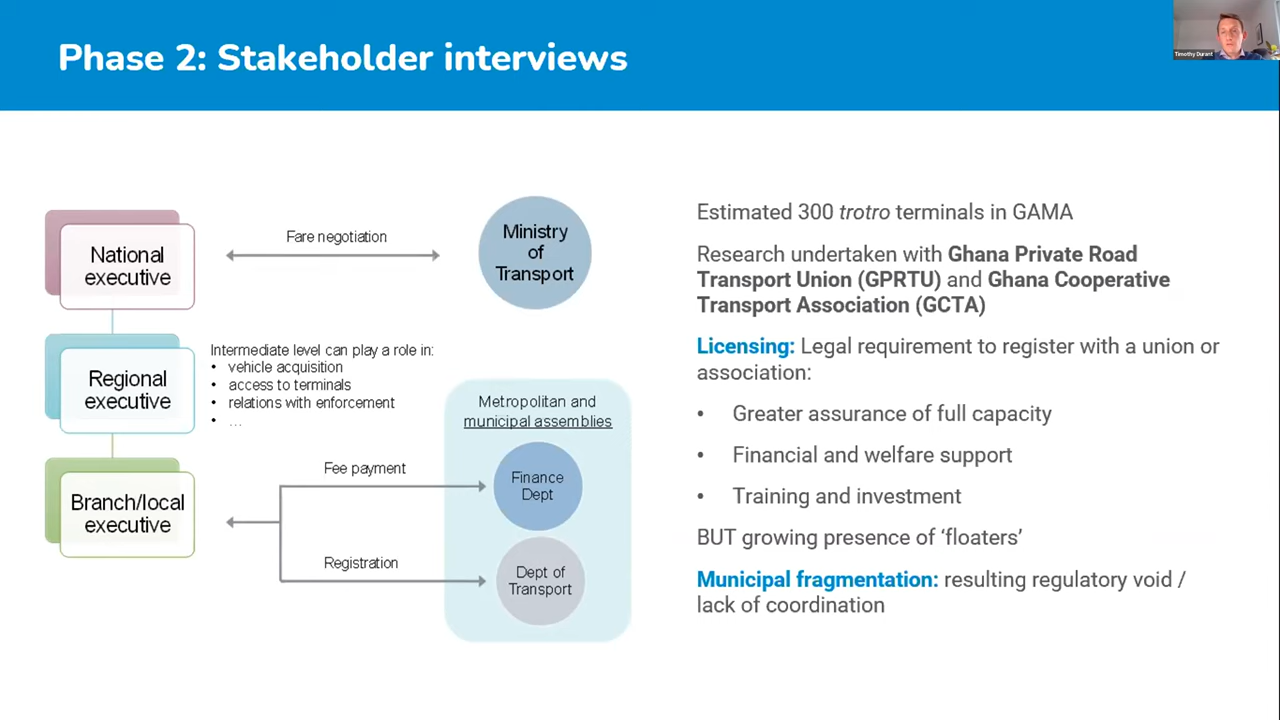 Phase 2: Stakeholder interviews
Timothy Durant
National
executive
Fare negotiation
Ministry
of
Transport
Regional
executive
Intermediate level can play a role in:
• vehicle acquisition
• access to terminals
• relations with enforcement
• ...
Branch/local
executive
Fee payment
Registration
Metropolitan and
municipal assemblies
Finance
Dept
Dept of
Transport
Estimated 300 trotro terminals in GAMA
Research undertaken with Ghana Private Road
Transport Union (GPRTU) and Ghana Cooperative
Transport Association (GCTA)
Licensing: Legal requirement to register with a union or
association:
• Greater assurance of full capacity
• Financial and welfare support
• Training and investment
BUT growing presence of ‘floaters’
Municipal fragmentation: resulting regulatory void /
lack of coordination